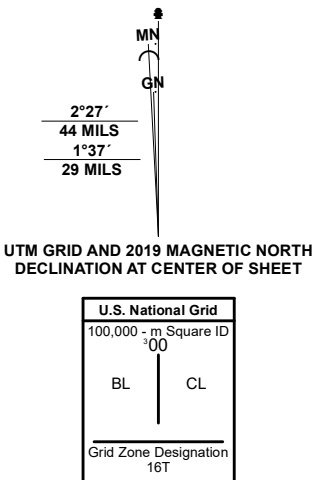 MN
GN
2°27´
44 MILS
1°37´
29 MILS
UTM GRID AND 2019 MAGNETIC NORTH
DECLINATION AT CENTER OF SHEET
U.S. National Grid
100,000 - m Square ID
³00
BL CL
Grid Zone Designation
16T